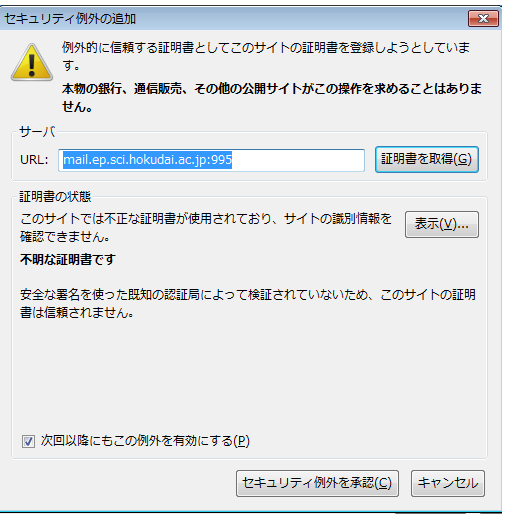 セキュリティ例外の追加
例外的に信頼する証明書としてこのサイトの証明書を登録しようとしていま
す。
本物の銀行、通信販売、その他の公開サイトがこの操作を求めることはありま
せん。
サーバ
URL: mail.ep.sci.hokudai.ac.jp:995 証明書を取得(G)
証明書の状態
このサイトでは不正な証明書が使用されており、サイトの識別情報を 表示(V)...
確認できません。
不明な証明書です
安全な署名を使った既知の認証局によって検証されていないため、このサイトの証明
書は信頼されません。
次回以降にもこの例外を有効にする(P)
セキュリティ例外を承認(C) キャンセル